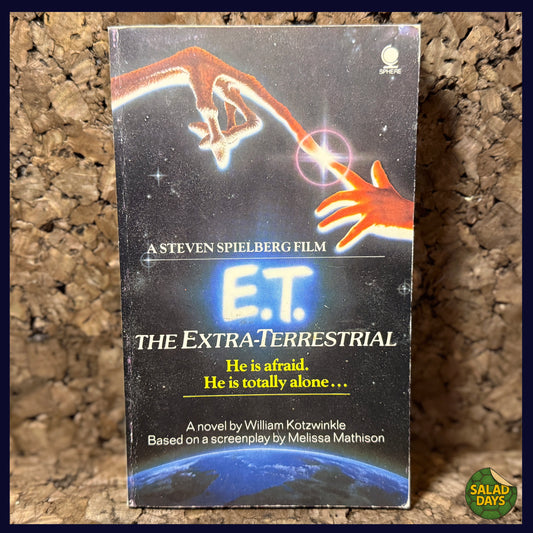 SPHERE
A STEVEN SPIELBERG FILM
E.T.
THE EXTRA-TERRESTRIAL
He is afraid.
He is totally alone...
A novel by William Kotzwinkle
Based on a screenplay by Melissa Mathison
SALAD
DAYS